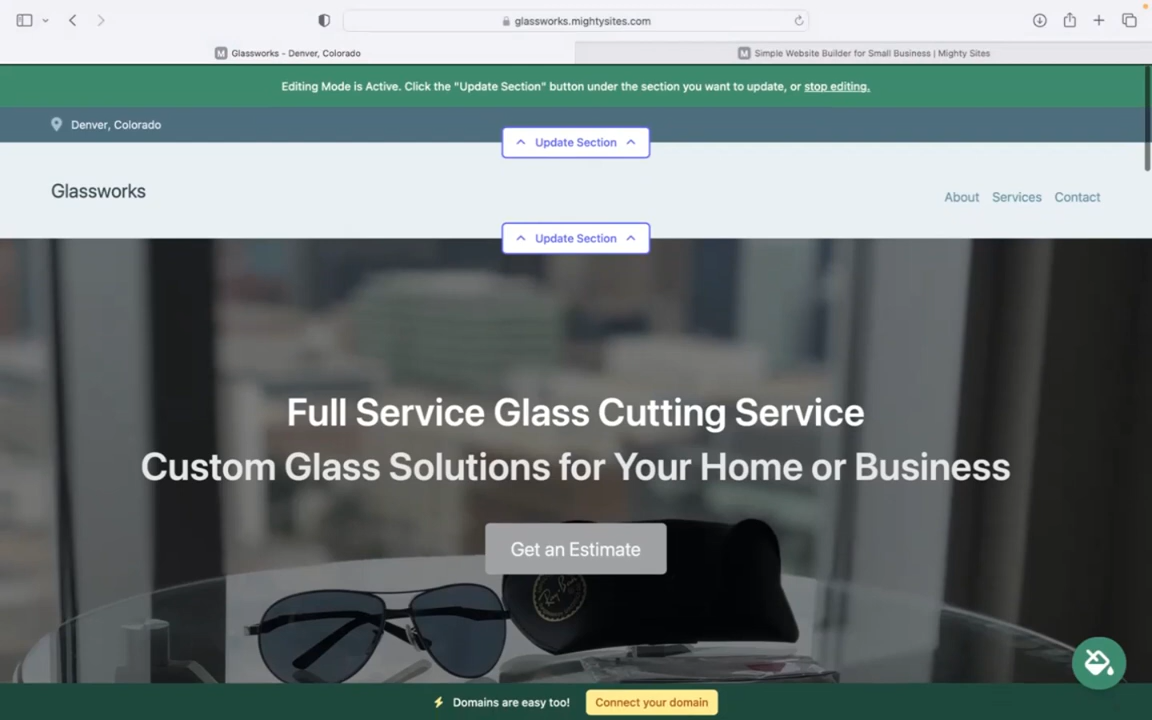 glassworks.mightysites.com
Glassworks - Denver, Colorado
Simple Website Builder for Small Business | Mighty Sites
Editing Mode is Active. Click the "Update Section" button under the section you want to update, or stop editing.
Denver, Colorado
Update Section
Glassworks
About Services Contact
Update Section
Full Service Glass Cutting Service
Custom Glass Solutions for Your Home or Business
Get an Estimate
Ray-Ban
Domains are easy too!
Connect your domain